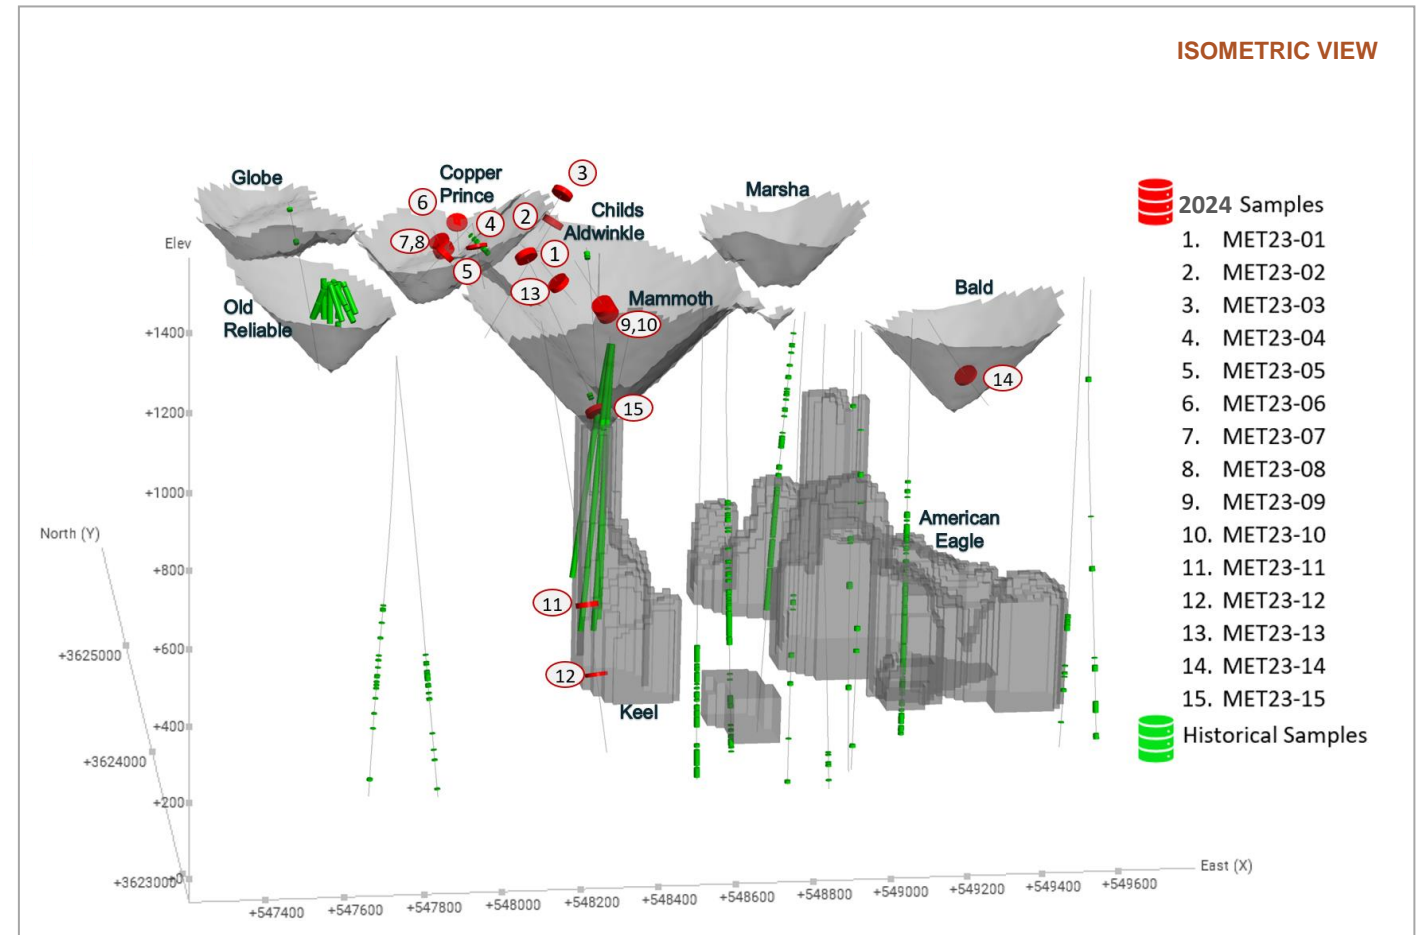 ISOMETRIC VIEW
Globe
Copper
Prince
3
6
2
4
Childs
Aldwinkle
Marsha
7,8
5
1
13
Elev
Old
Reliable
Mammoth
9,10
Bald
14
15
+1400
+1200
+1000
+800
+600
+400
+200
+0
American
Eagle
11
12
Keel
North (Y)
+3625000
+3624000
+3623000
East (X)
+547400
+547600
+547800
+548000
+548200
+548400
+548600
+548800
+549000
+549200
+549400
+549600
2024 Samples
1. MET23-01
2. MET23-02
3. MET23-03
4. MET23-04
5. MET23-05
6. MET23-06
7. MET23-07
8. MET23-08
9. MET23-09
10. MET23-10
11. MET23-11
12. MET23-12
13. MET23-13
14. MET23-14
15. MET23-15
Historical Samples